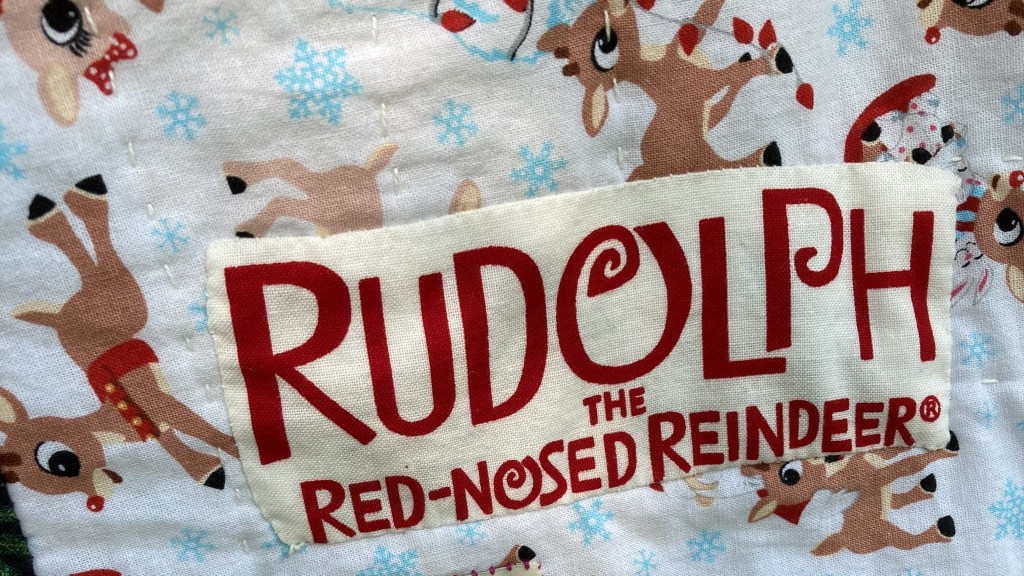 RUDOLPH
THE
RED-NOSED REINDEER®